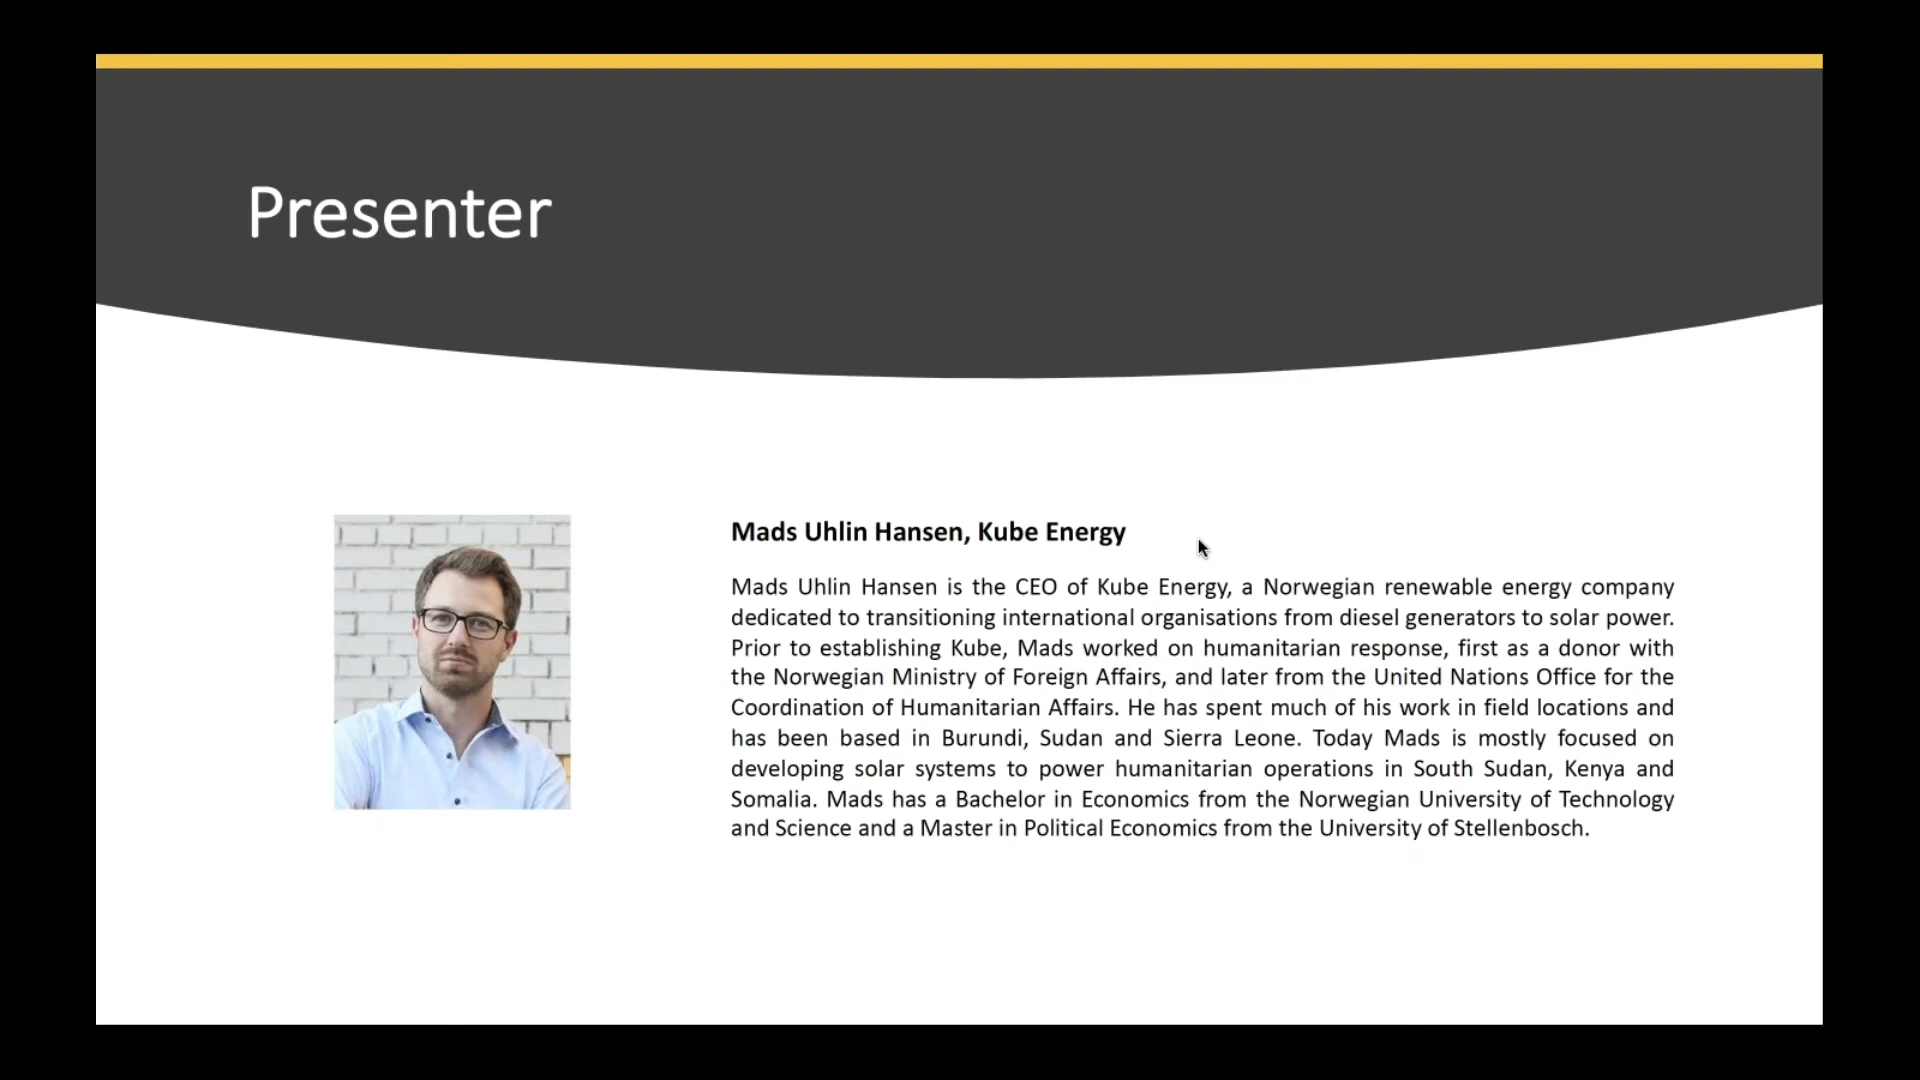 Presenter
Mads Uhlin Hansen, Kube Energy
Mads Uhlin Hansen is the CEO of Kube Energy, a Norwegian renewable energy company
dedicated to transitioning international organisations from diesel generators to solar power.
Prior to establishing Kube, Mads worked on humanitarian response, first as a donor with
the Norwegian Ministry of Foreign Affairs, and later from the United Nations Office for the
Coordination of Humanitarian Affairs. He has spent much of his work in field locations and
has been based in Burundi, Sudan and Sierra Leone. Today Mads is mostly focused on
developing solar systems to power humanitarian operations in South Sudan, Kenya and
Somalia. Mads has a Bachelor in Economics from the Norwegian University of Technology
and Science and a Master in Political Economics from the University of Stellenbosch.